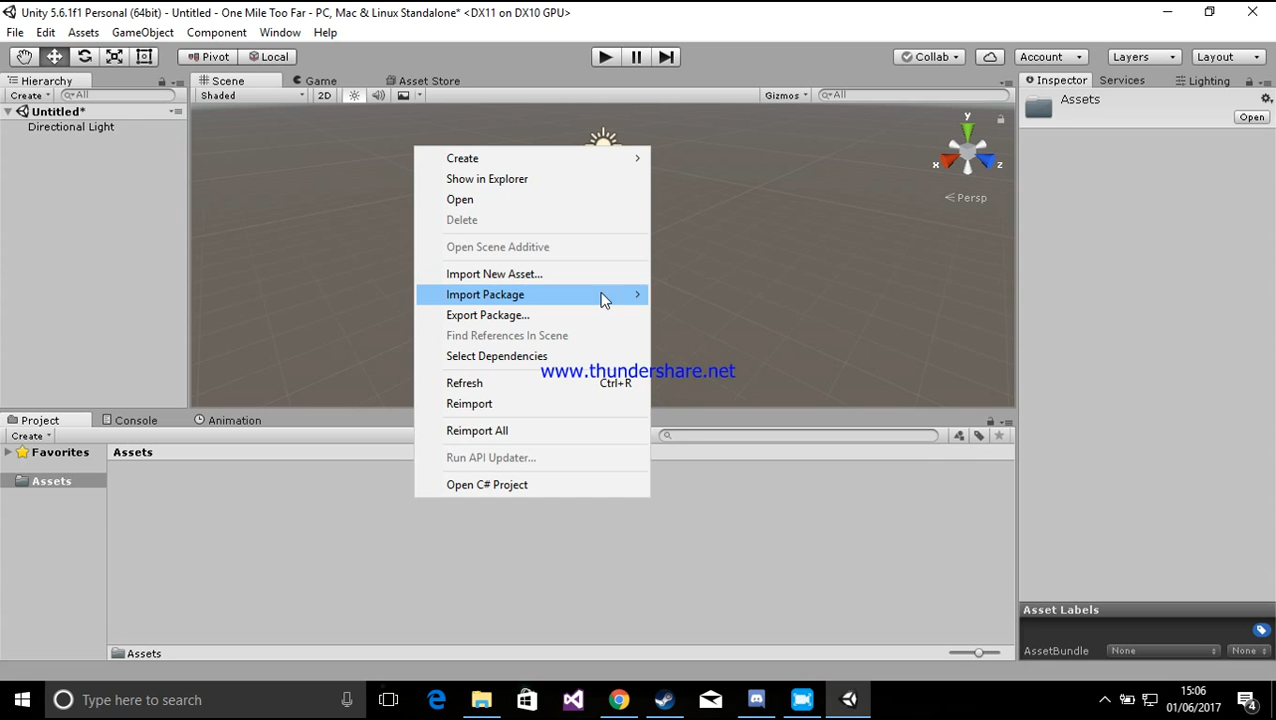 Unity 5.6.1f1 Personal (64bit) - Untitled - One Mile Too Far - PC, Mac & Linux Standalone* <DX11 on DX10 GPU>
File Edit Assets GameObject Component Window Help
Pivot Local Collab Account Layers Layout
Hierarchy Scene Game Asset Store Inspector Services Lighting
Create All Shaded 2D Gizmos All Assets
Untitled* Open
Directional Light
y
x z
Persp
Create
Show in Explorer
Open
Delete
Open Scene Additive
Import New Asset...
Import Package
Export Package...
Find References In Scene
Select Dependencies
www.thundershare.net
Refresh Ctrl+R
Reimport
Reimport All
Run API Updater...
Open C# Project
Project Console Animation
Create
Favorites Assets
Assets
Asset Labels
Assets AssetBundle None None
Type here to search 15:06
01/06/2017 4